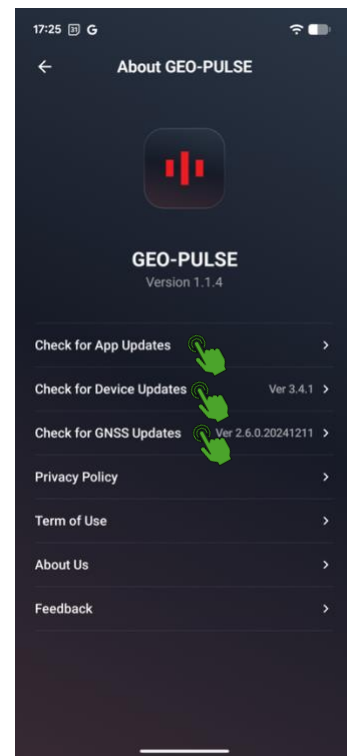 17:25 31 G
About GEO-PULSE
GEO-PULSE
Version 1.1.4
Check for App Updates
Check for Device Updates Ver 3.4.1
Check for GNSS Updates Ver 2.6.0.20241211
Privacy Policy
Term of Use
About Us
Feedback